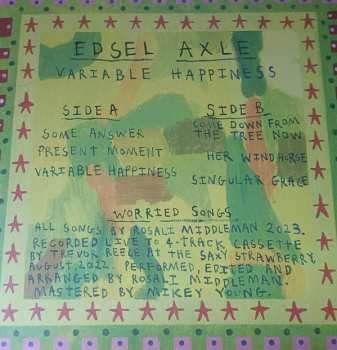 EDSEL AXLE
VARIABLE HAPPINESS
SIDE A
SOME ANSWER
PRESENT MOMENT
VARIABLE HAPPINESS
SIDE B
COME DOWN FROM
THE TREE NOW
HER WINDHORSE
SINGULAR GRACE
WORRIED SONGS
ALL SONGS BY ROSALI MIDDLEMAN 2023.
RECORDED LIVE TO 4-TRACK CASSETTE
BY TREVOR REECE AT THE SAXY STRAWBERRY,
AUGUST, 2022. PERFORMED, EDITED AND
ARRANGED BY ROSALI MIDDLEMAN.
MASTERED BY MIKEY YOUNG.